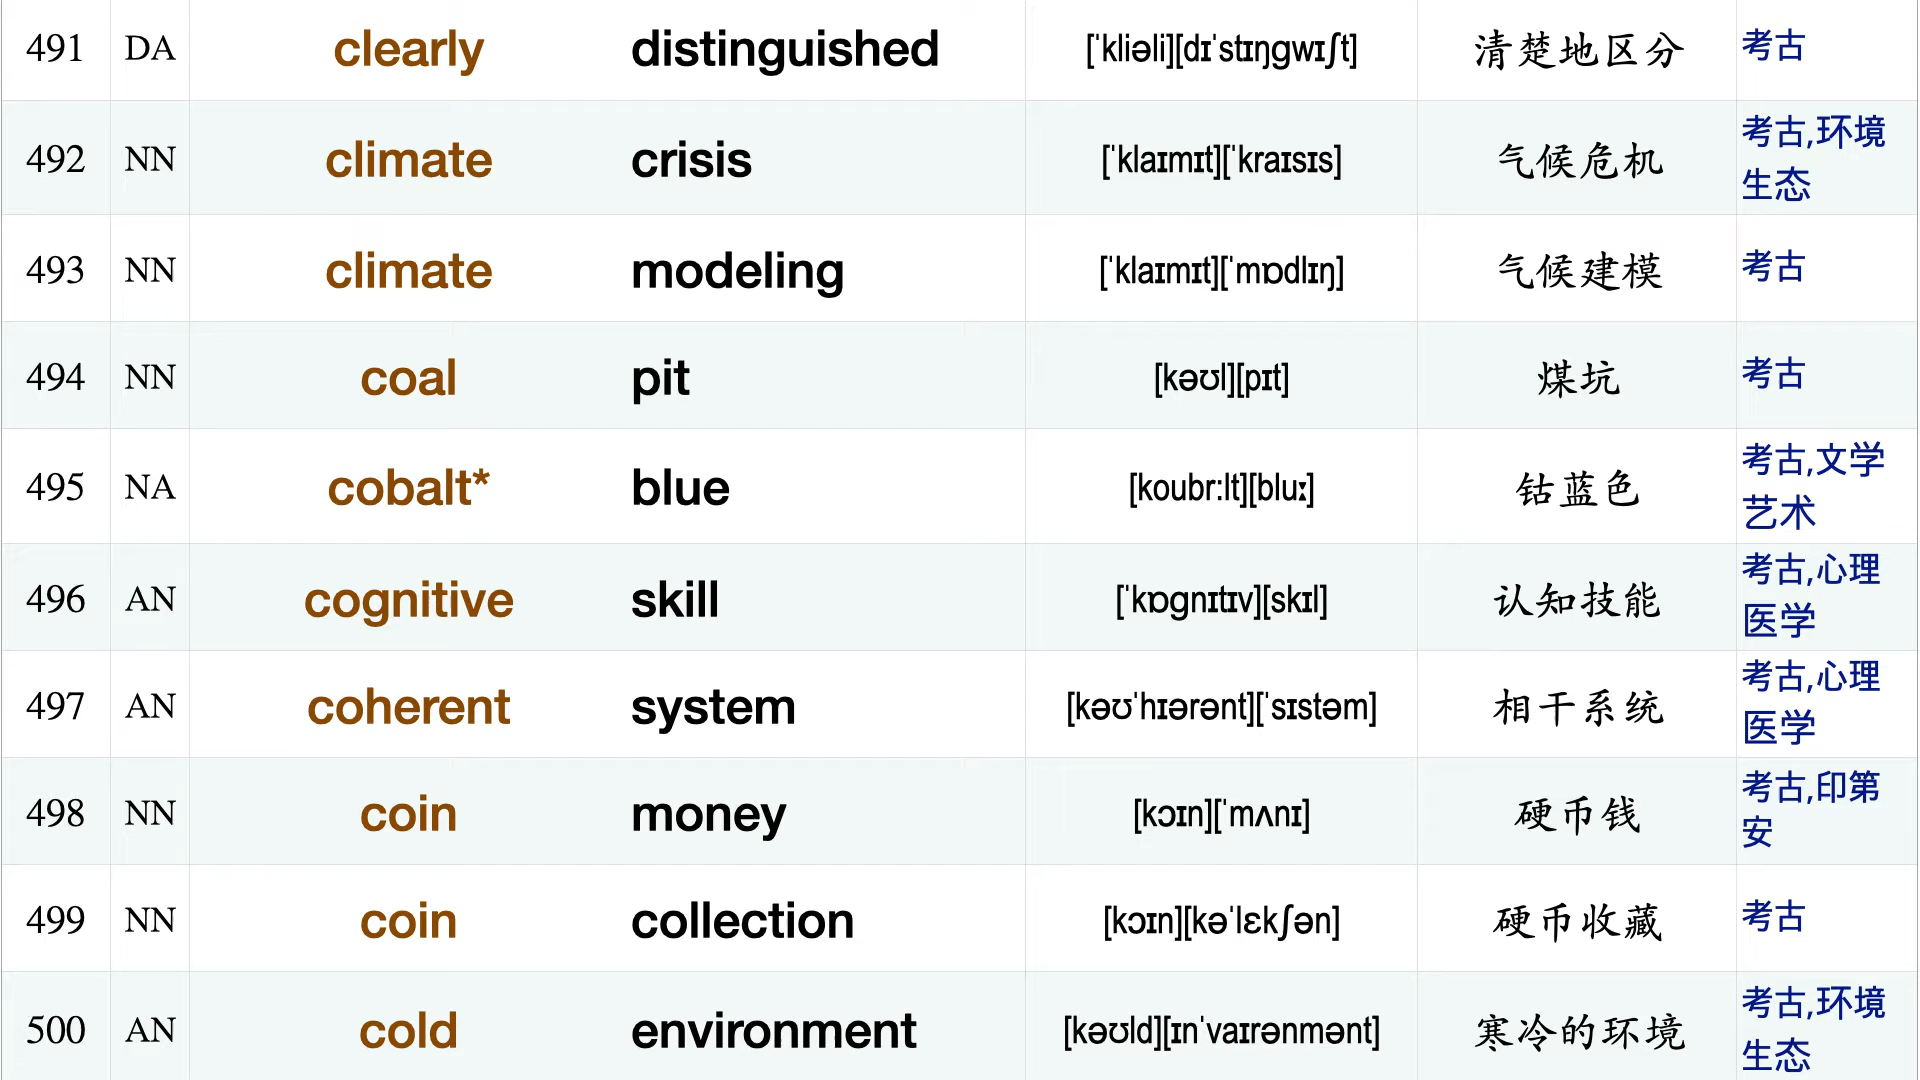 491 DA clearly distinguished [ˈkliəli][dɪˈstɪŋgwɪʃt] 清楚地区分 考古
492 NN climate crisis [ˈklaɪmɪt][ˈkraɪsɪs] 气候危机 考古,环境
生态
493 NN climate modeling [ˈklaɪmɪt][ˈmɒdlɪŋ] 气候建模 考古
494 NN coal pit [kəʊl][pɪt] 煤坑 考古
495 NA cobalt* blue [koubr:lt][bluː] 钴蓝色 考古,文学
艺术
496 AN cognitive skill [ˈkɒgnɪtɪv][skɪl] 认知技能 考古,心理
医学
497 AN coherent system [kəʊˈhɪərənt][ˈsɪstəm] 相干系统 考古,心理
医学
498 NN coin money [kɔɪn][ˈmʌnɪ] 硬币钱 考古,印第
安
499 NN coin collection [kɔɪn][kəˈlɛkʃən] 硬币收藏 考古
500 AN cold environment [kəʊld][ɪnˈvaɪrənmənt] 寒冷的环境 考古,环境
生态